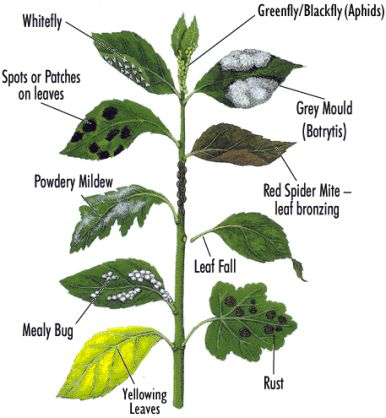 Whitefly
Greenfly/Blackfly (Aphids)
Spots or Patches
on leaves
Grey Mould
(Botrytis)
Powdery Mildew
Red Spider Mite –
leaf bronzing
Leaf Fall
Mealy Bug
Rust
Yellowing
Leaves